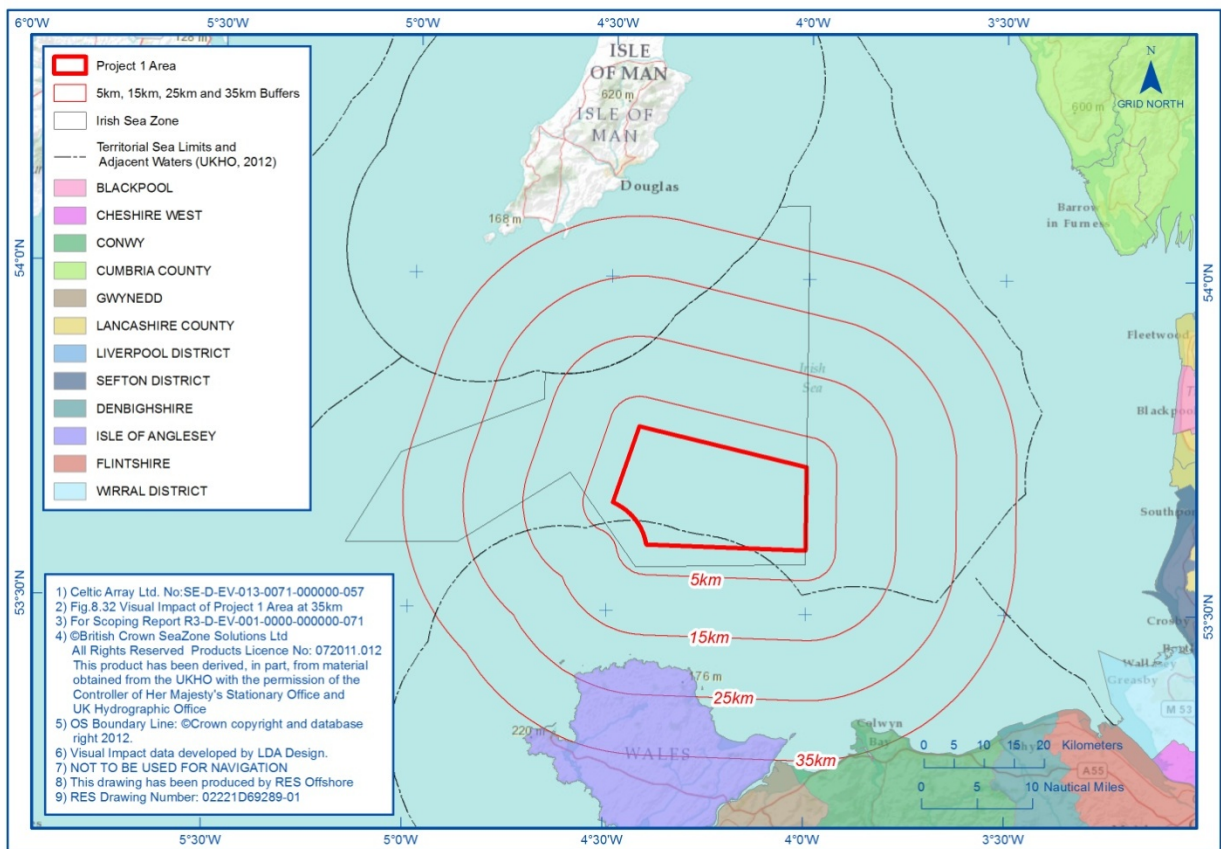 6°0'W
5°30'W
5°0'W
4°30'W
4°0'W
3°30'W
128 m
Project 1 Area
5km, 15km, 25km and 35km Buffers
Irish Sea Zone
Territorial Sea Limits and
Adjacent Waters (UKHO, 2012)
BLACKPOOL
CHESHIRE WEST
CONWY
CUMBRIA COUNTY
GWYNEDD
LANCASHIRE COUNTY
LIVERPOOL DISTRICT
SEFTON DISTRICT
DENBIGHSHIRE
ISLE OF ANGLESEY
FLINTSHIRE
WIRRAL DISTRICT
ISLE
OF MAN
620 m
ISLE OF
MAN
Douglas
168 m
N
GRID NORTH
600 m
Barrow
in Furness
54°0'N
54°0'N
Irish
Sea
Fleetwood
Blackpool
Southport
Crosby
Wallasey
Greasby
M 53
53°30'N
53°30'N
5km
15km
25km
35km
176 m
220 m
WALES
Colwyn
Bay
A55
1) Celtic Array Ltd. No:SE-D-EV-013-0071-000000-057
2) Fig.8.32 Visual Impact of Project 1 Area at 35km
3) For Scoping Report R3-D-EV-001-0000-000000-071
4) ©British Crown SeaZone Solutions Ltd
All Rights Reserved Products Licence No: 072011.012
This product has been derived, in part, from material
obtained from the UKHO with the permission of the
Controller of Her Majesty's Stationary Office and
UK Hydrographic Office
5) OS Boundary Line: ©Crown copyright and database
right 2012.
6) Visual Impact data developed by LDA Design.
7) NOT TO BE USED FOR NAVIGATION
8) This drawing has been produced by RES Offshore
9) RES Drawing Number: 02221D69289-01
0 5 10 15 20 Kilometers
0 5 10 Nautical Miles
5°30'W
5°0'W
4°30'W
4°0'W
3°30'W